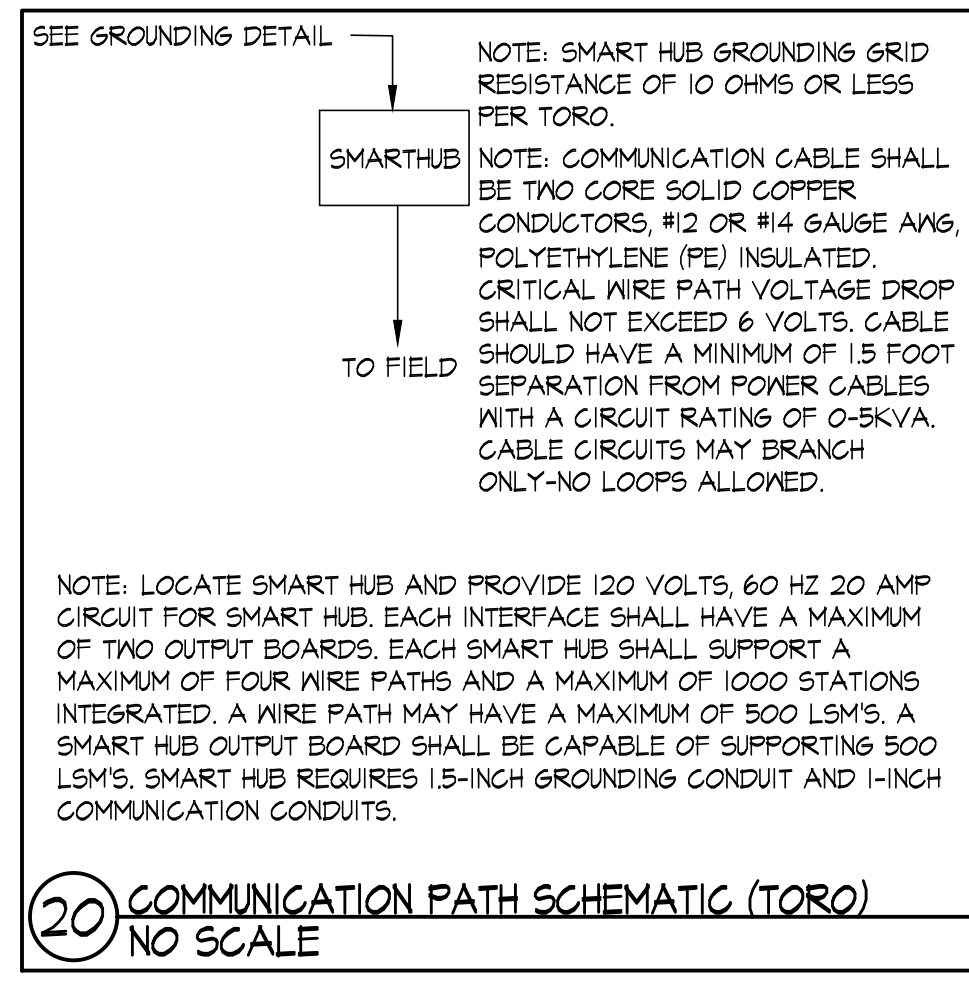 SEE GROUNDING DETAIL
NOTE: SMART HUB GROUNDING GRID
RESISTANCE OF 10 OHMS OR LESS
PER TORO.
SMARTHUB
NOTE: COMMUNICATION CABLE SHALL
BE TWO CORE SOLID COPPER
CONDUCTORS, #12 OR #14 GAUGE AWG,
POLYETHYLENE (PE) INSULATED.
CRITICAL WIRE PATH VOLTAGE DROP
SHALL NOT EXCEED 6 VOLTS. CABLE
SHOULD HAVE A MINIMUM OF 1.5 FOOT
SEPARATION FROM POWER CABLES
WITH A CIRCUIT RATING OF 0-5KVA.
CABLE CIRCUITS MAY BRANCH
ONLY-NO LOOPS ALLOWED.
TO FIELD
NOTE: LOCATE SMART HUB AND PROVIDE 120 VOLTS, 60 HZ 20 AMP
CIRCUIT FOR SMART HUB. EACH INTERFACE SHALL HAVE A MAXIMUM
OF TWO OUTPUT BOARDS. EACH SMART HUB SHALL SUPPORT A
MAXIMUM OF FOUR WIRE PATHS AND A MAXIMUM OF 1000 STATIONS
INTEGRATED. A WIRE PATH MAY HAVE A MAXIMUM OF 500 LSM'S. A
SMART HUB OUTPUT BOARD SHALL BE CAPABLE OF SUPPORTING 500
LSM'S. SMART HUB REQUIRES 1.5-INCH GROUNDING CONDUIT AND 1-INCH
COMMUNICATION CONDUITS.
20
COMMUNICATION PATH SCHEMATIC (TORO)
NO SCALE